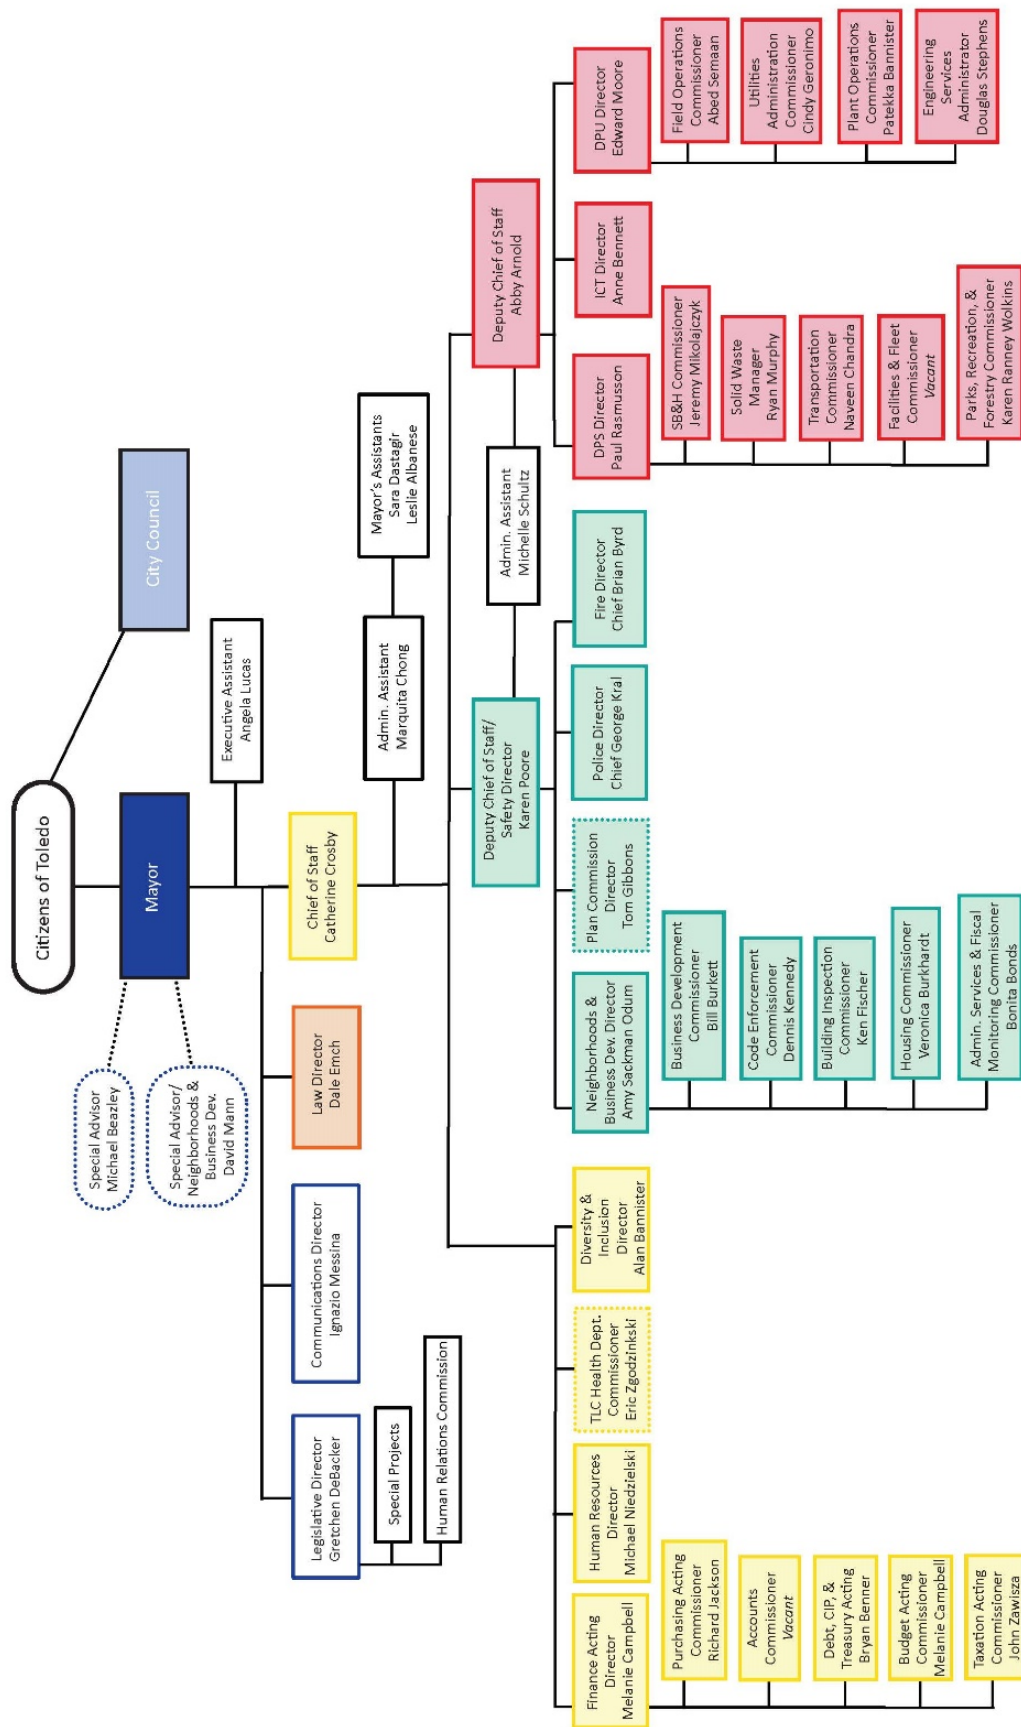 Citizens of Toledo
City Council
Mayor
Special Advisor
Michael Beazley
Special Advisor/
Neighborhoods &
Business Dev.
David Mann
Executive Assistant
Angela Lucas
Legislative Director
Gretchen DeBacker
Communications Director
Ignazio Messina
Law Director
Dale Emch
Chief of Staff
Catherine Crosby
Special Projects
Human Relations Commission
Admin. Assistant
Marquita Chong
Mayor's Assistants
Sara Dastagir
Leslie Albanese
Deputy Chief of Staff/
Safety Director
Karen Poore
Admin. Assistant
Michelle Schultz
Deputy Chief of Staff
Abby Arnold
Finance Acting
Director
Melanie Campbell
Human Resources
Director
Michael Niedzielski
TLC Health Dept.
Commissioner
Eric Zgodzinkski
Diversity &
Inclusion
Director
Alan Bannister
Neighborhoods &
Business Dev. Director
Amy Sackman Odum
Plan Commission
Director
Tom Gibbons
Police Director
Chief George Kral
Fire Director
Chief Brian Byrd
DPS Director
Paul Rasmusson
ICT Director
Anne Bennett
DPU Director
Edward Moore
Purchasing Acting
Commissioner
Richard Jackson
Accounts
Commissioner
Vacant
Debt, CIP, &
Treasury Acting
Bryan Benner
Budget Acting
Commissioner
Melanie Campbell
Taxation Acting
Commissioner
John Zawisza
Business Development
Commissioner
Bill Burkett
Code Enforcement
Commissioner
Dennis Kennedy
Building Inspection
Commissioner
Ken Fischer
Housing Commissioner
Veronica Burkhardt
Admin. Services & Fiscal
Monitoring Commissioner
Bonita Bonds
SB&H Commissioner
Jeremy Mikolajczyk
Solid Waste
Manager
Ryan Murphy
Transportation
Commissioner
Naveen Chandra
Facilities & Fleet
Commissioner
Vacant
Parks, Recreation, &
Forestry Commissioner
Karen Ranney Wolkins
Field Operations
Commissioner
Abed Semaan
Utilities
Administration
Commissioner
Cindy Geronimo
Plant Operations
Commissioner
Patekka Bannister
Engineering
Services
Administrator
Douglas Stephens